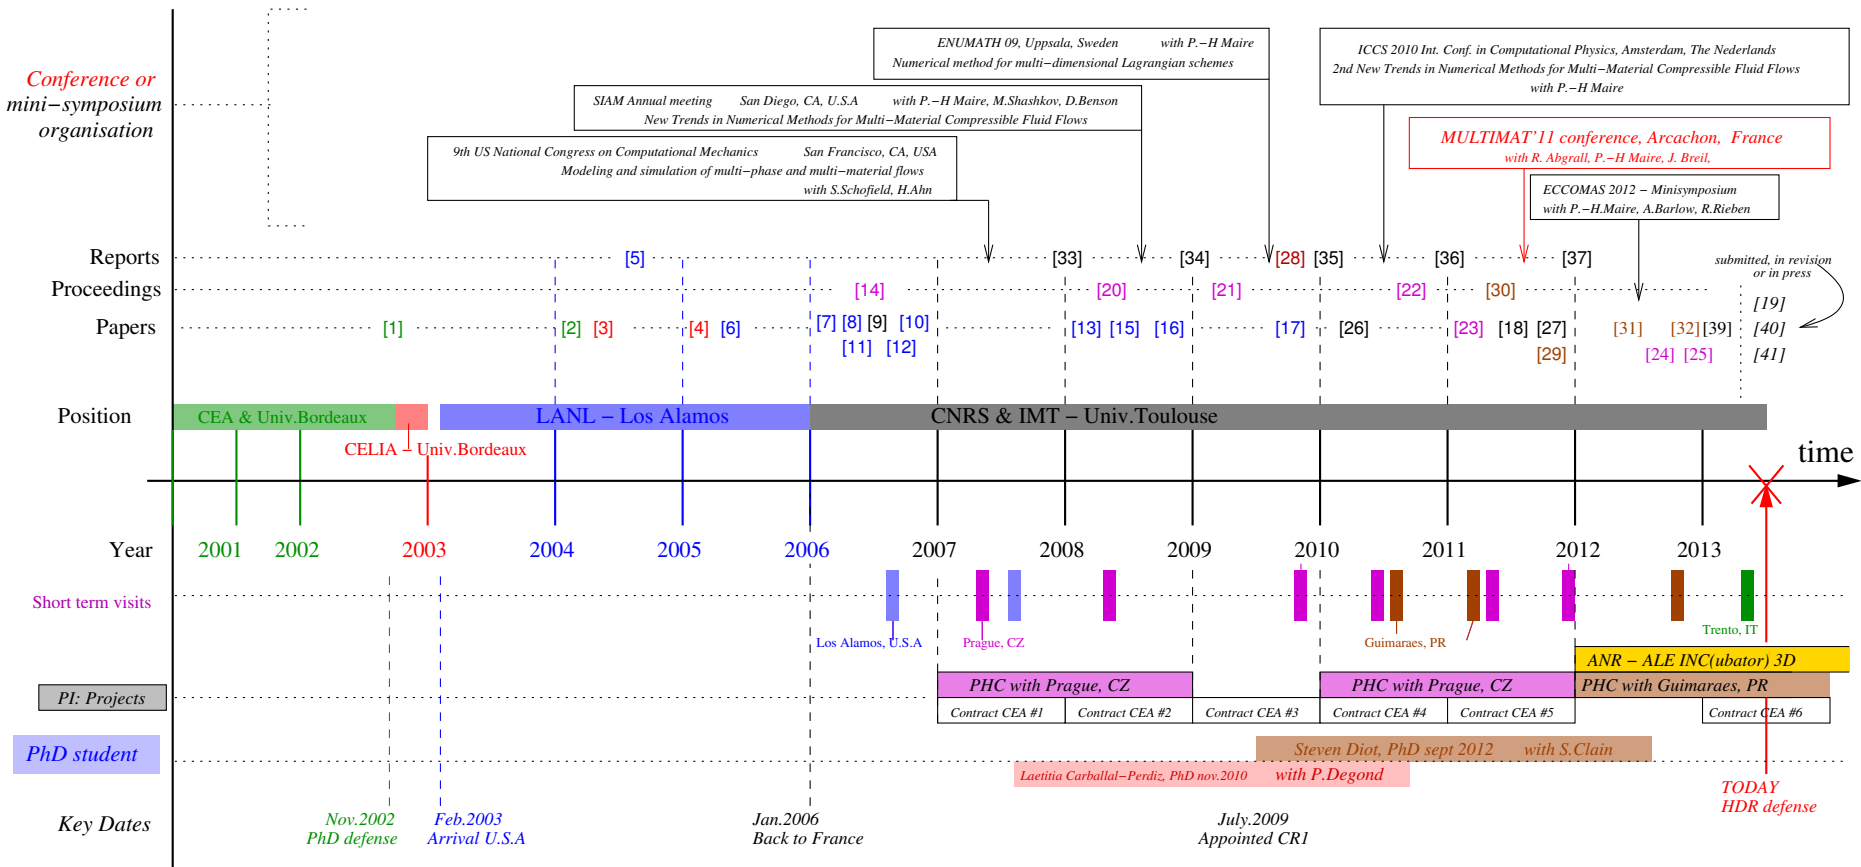 ENUMATH 09, Uppsala, Sweden with P.−H Maire
Numerical method for multi−dimensional Lagrangian schemes
ICCS 2010 Int. Conf. in Computational Physics, Amsterdam, The Nederlands
2nd New Trends in Numerical Methods for Multi−Material Compressible Fluid Flows
with P.−H Maire
Conference or
mini−symposium
organisation
SIAM Annual meeting San Diego, CA, U.S.A with P.−H Maire, M.Shashkov, D.Benson
New Trends in Numerical Methods for Multi−Material Compressible Fluid Flows
MULTIMAT'11 conference, Arcachon, France
with R. Abgrall, P.−H Maire, J. Breil,
9th US National Congress on Computational Mechanics San Francisco, CA, USA
Modeling and simulation of multi−phase and multi−material flows
with S.Schofield, H.Ahn
ECCOMAS 2012 − Minisymposium
with P.−H.Maire, A.Barlow, R.Rieben
Reports [5] [33] [34] [28] [35] [36] [37]
submitted, in revision
or in press
Proceedings [14] [20] [21] [22] [30]
[19]
Papers [1] [2] [3] [4] [6] [7] [8] [9] [10] [13] [15] [16] [17] [26] [23] [18] [27] [31] [32] [39] [40]
[11] [12] [29] [24] [25] [41]
Position CEA & Univ.Bordeaux LANL − Los Alamos CNRS & IMT − Univ.Toulouse
CELIA − Univ.Bordeaux
time
Year 2001 2002 2003 2004 2005 2006 2007 2008 2009 2010 2011 2012 2013
Short term visits
Los Alamos, U.S.A Prague, CZ Guimaraes, PR Trento, IT
ANR − ALE INC(ubator) 3D
PI: Projects PHC with Prague, CZ PHC with Prague, CZ PHC with Guimaraes, PR
Contract CEA #1 Contract CEA #2 Contract CEA #3 Contract CEA #4 Contract CEA #5 Contract CEA #6
PhD student Steven Diot, PhD sept 2012 with S.Clain
Laetitia Carballal−Perdiz, PhD nov.2010 with P.Degond
TODAY
HDR defense
Key Dates
Nov.2002
PhD defense
Feb.2003
Arrival U.S.A
Jan.2006
Back to France
July.2009
Appointed CR1